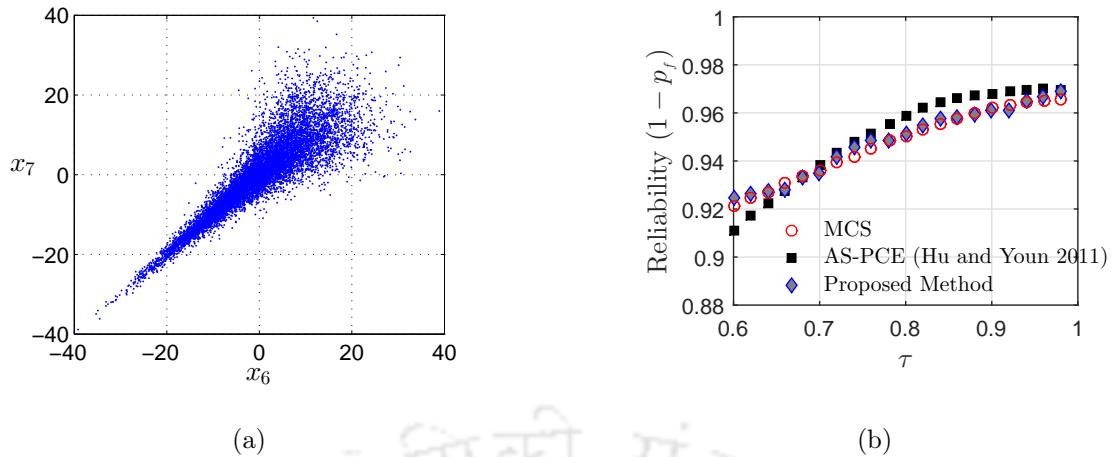 40
20
0
−20
−40
x₇
−40
−20
0
20
40
x₆
(a)
1
0.98
0.96
0.94
0.92
0.9
0.88
Reliability (1 − p_f)
MCS
AS-PCE (Hu and Youn 2011)
Proposed Method
0.6
0.7
0.8
0.9
1
τ
(b)